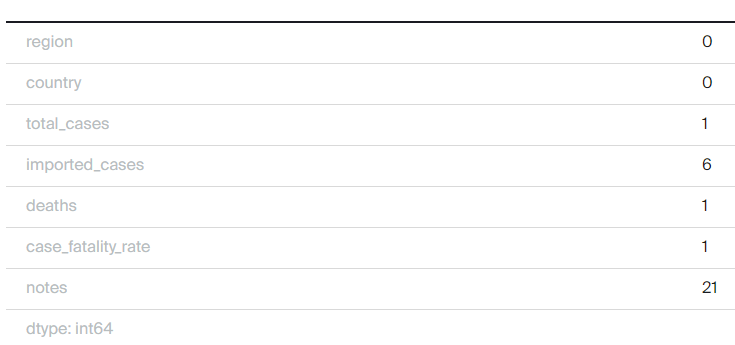 region 0
country 0
total_cases 1
imported_cases 6
deaths 1
case_fatality_rate 1
notes 21
dtype: int64